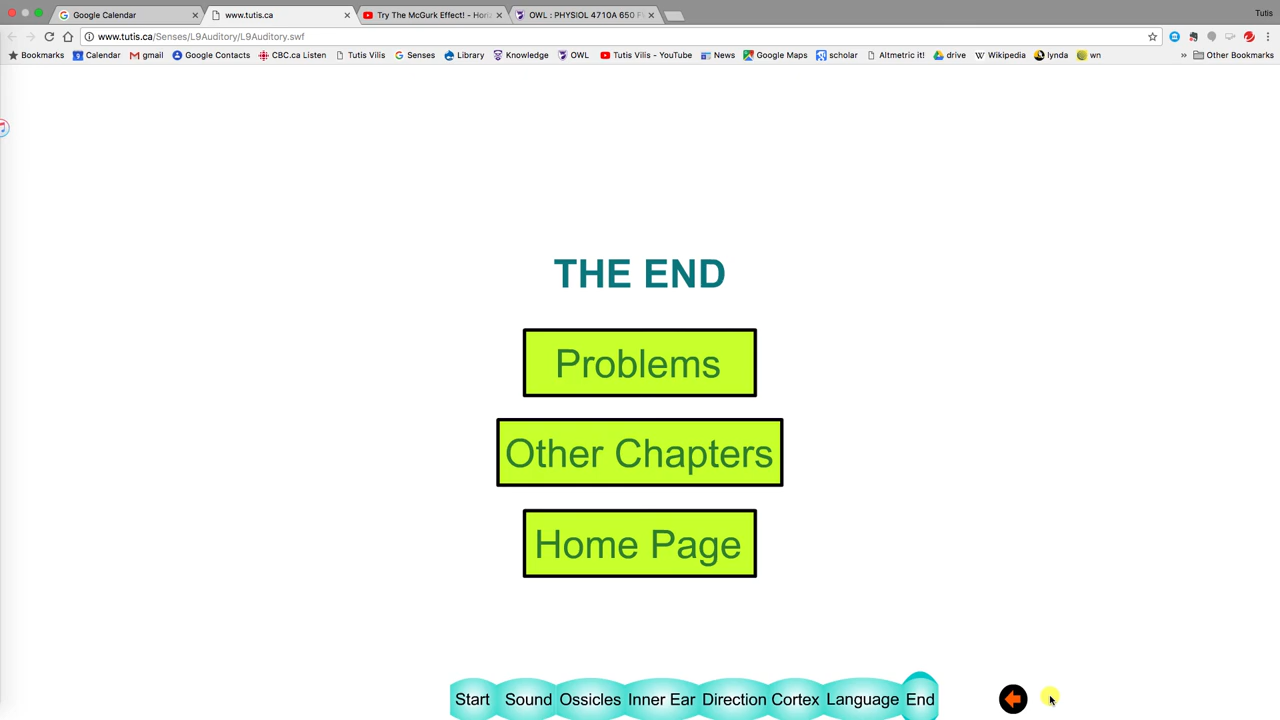 Google Calendar
www.tutis.ca
Try The McGurk Effect! - Horiz
OWL : PHYSIOL 4710A 650 F
Tutis
www.tutis.ca/Senses/L9Auditory/L9Auditory.swf
Bookmarks Calendar gmail Google Contacts CBC.ca Listen Tutis Vilis Senses Library Knowledge OWL Tutis Vilis - YouTube News Google Maps scholar Altmetric it! drive Wikipedia lynda wn » Other Bookmarks
THE END
Problems
Other Chapters
Home Page
Start Sound Ossicles Inner Ear Direction Cortex Language End